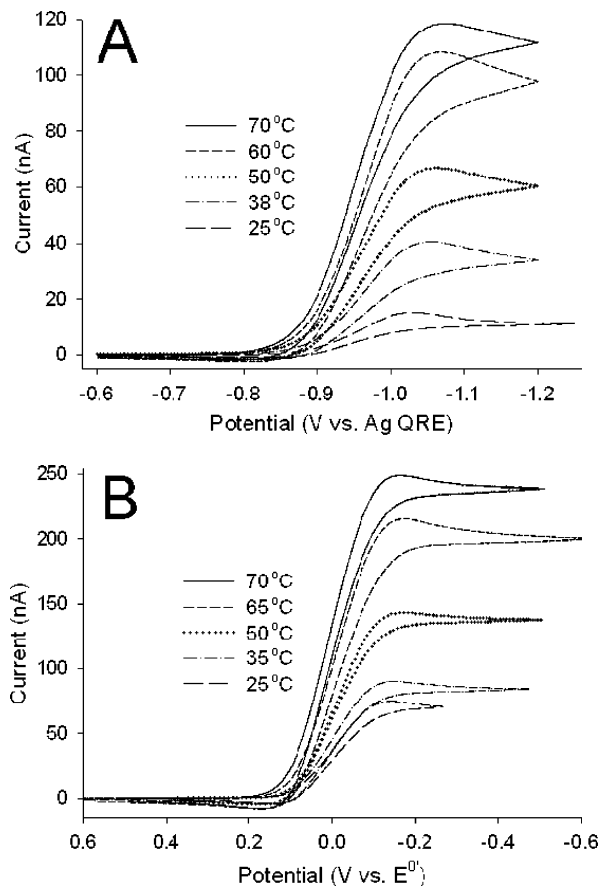 A
120
100
80
60
40
20
0
Current (nA)
70 °C
60 °C
50 °C
38 °C
25 °C
-0.6 -0.7 -0.8 -0.9 -1.0 -1.1 -1.2
Potential (V vs. Ag QRE)
B
250
200
150
100
50
0
Current (nA)
70 °C
65 °C
50 °C
35 °C
25 °C
0.6 0.4 0.2 0.0 -0.2 -0.4 -0.6
Potential (V vs. E⁰')